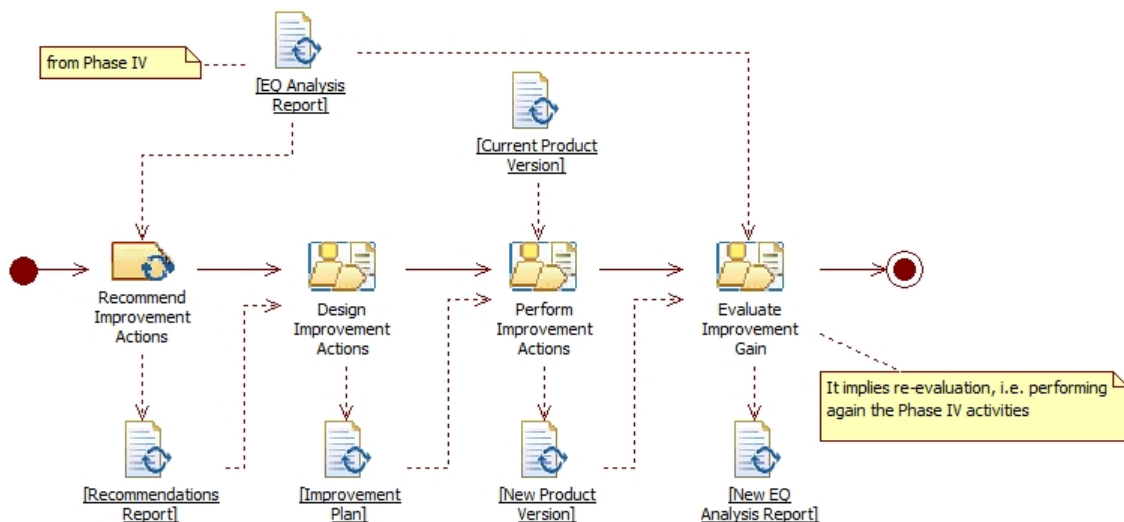 from Phase IV
[EQ Analysis
Report]
[Current Product
Version]
Recommend
Improvement
Actions
Design
Improvement
Actions
Perform
Improvement
Actions
Evaluate
Improvement
Gain
It implies re-evaluation, i.e. performing
again the Phase IV activities
[Recommendations
Report]
[Improvement
Plan]
[New Product
Version]
[New EQ
Analysis Report]